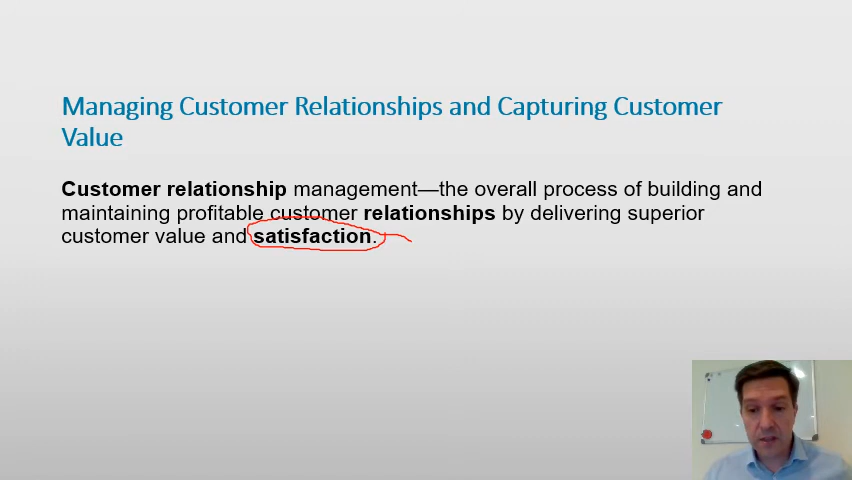 Managing Customer Relationships and Capturing Customer
Value
Customer relationship management—the overall process of building and
maintaining profitable customer relationships by delivering superior
customer value and satisfaction.